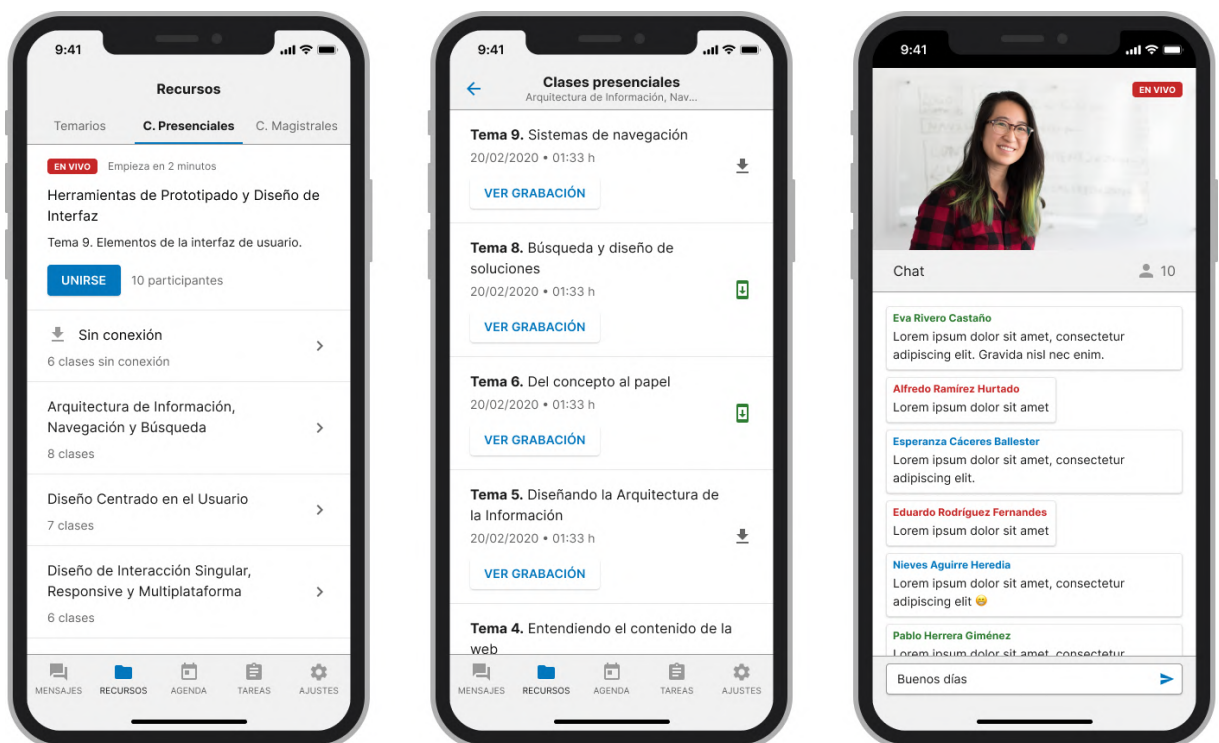 9:41
Recursos
Temarios C. Presenciales C. Magistrales
EN VIVO Empieza en 2 minutos
Herramientas de Prototipado y Diseño de
Interfaz
Tema 9. Elementos de la interfaz de usuario.
UNIRSE 10 participantes
Sin conexión
6 clases sin conexión
Arquitectura de Información,
Navegación y Búsqueda
8 clases
Diseño Centrado en el Usuario
7 clases
Diseño de Interacción Singular,
Responsive y Multiplataforma
6 clases
MENSAJES RECURSOS AGENDA TAREAS AJUSTES
9:41
Clases presenciales
Arquitectura de Información, Nav...
Tema 9. Sistemas de navegación
20/02/2020 • 01:33 h
VER GRABACIÓN
Tema 8. Búsqueda y diseño de
soluciones
20/02/2020 • 01:33 h
VER GRABACIÓN
Tema 6. Del concepto al papel
20/02/2020 • 01:33 h
VER GRABACIÓN
Tema 5. Diseñando la Arquitectura de
la Información
20/02/2020 • 01:33 h
VER GRABACIÓN
Tema 4. Entendiendo el contenido de la
web
MENSAJES RECURSOS AGENDA TAREAS AJUSTES
9:41
EN VIVO
Chat 10
Eva Rivero Castaño
Lorem ipsum dolor sit amet, consectetur
adipiscing elit. Gravida nisl nec enim.
Alfredo Ramírez Hurtado
Lorem ipsum dolor sit amet
Esperanza Cáceres Ballester
Lorem ipsum dolor sit amet, consectetur
adipiscing elit.
Eduardo Rodríguez Fernandes
Lorem ipsum dolor sit amet
Nieves Aguirre Heredia
Lorem ipsum dolor sit amet, consectetur
adipiscing elit 😁
Pablo Herrera Giménez
Lorem ipsum dolor sit amet, consectetur
Buenos días